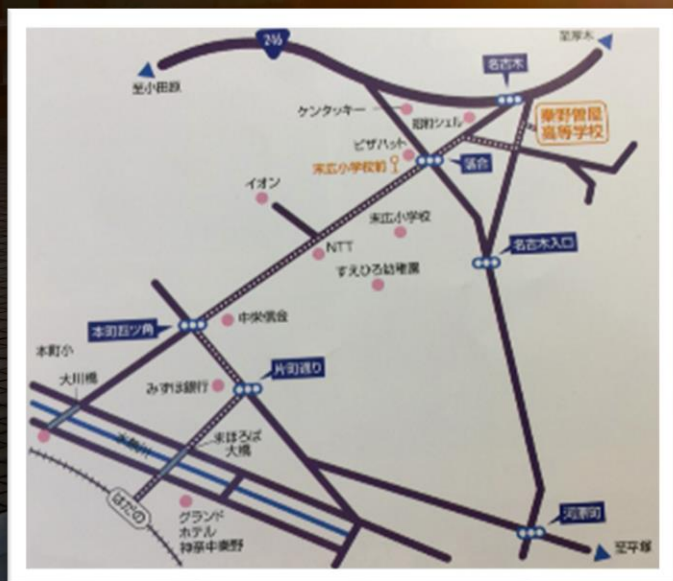 246
至厚木
至小田原
名古木
ケンタッキー
昭和シェル
秦野曽屋
高等学校
ピザハット
末広小学校前
落合
イオン
末広小学校
NTT
名古木入口
すえひろ幼稚園
中栄信金
本町四ツ角
本町小
片町通り
大川橋
みずほ銀行
水無川
まほろば
大橋
はだの
グランド
ホテル
神奈中秦野
河原町
至平塚